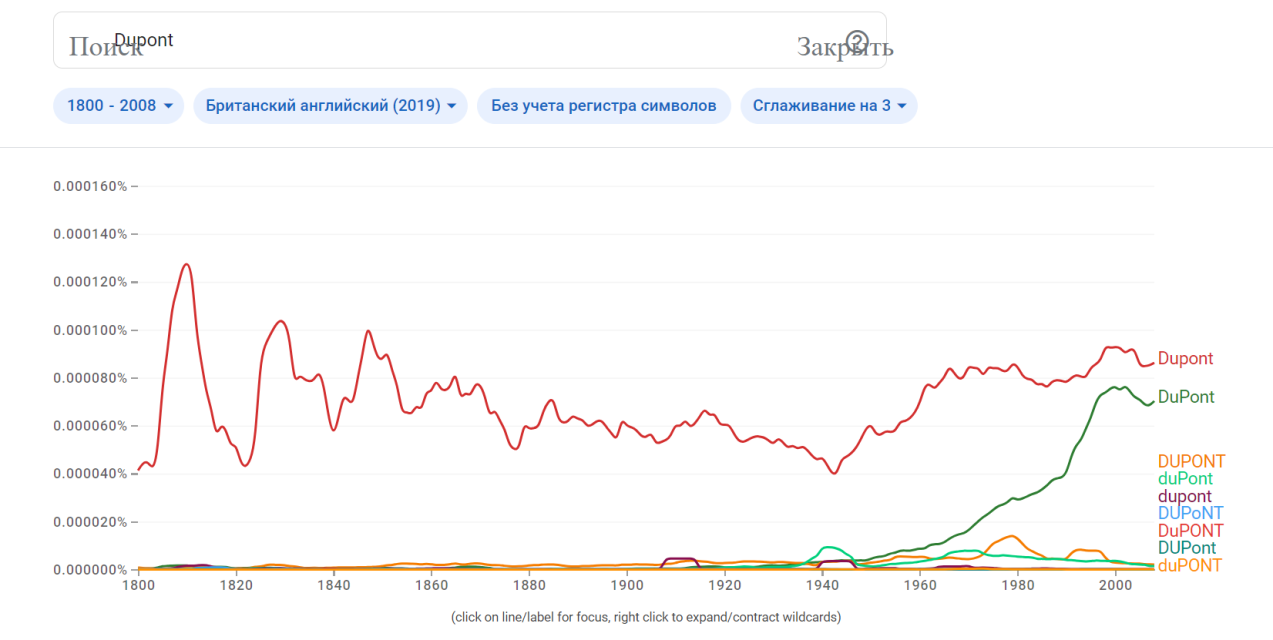 Поиск Dupont Закрыть
1800 - 2008 Британский английский (2019) Без учета регистра символов Сглаживание на 3
0.000160%
0.000140%
0.000120%
0.000100%
0.000080%
0.000060%
0.000040%
0.000020%
0.000000%
1800 1820 1840 1860 1880 1900 1920 1940 1960 1980 2000
Dupont
DuPont
DUPONT
duPont
dupont
DUPoNT
DuPONT
DUPont
duPONT
(click on line/label for focus, right click to expand/contract wildcards)